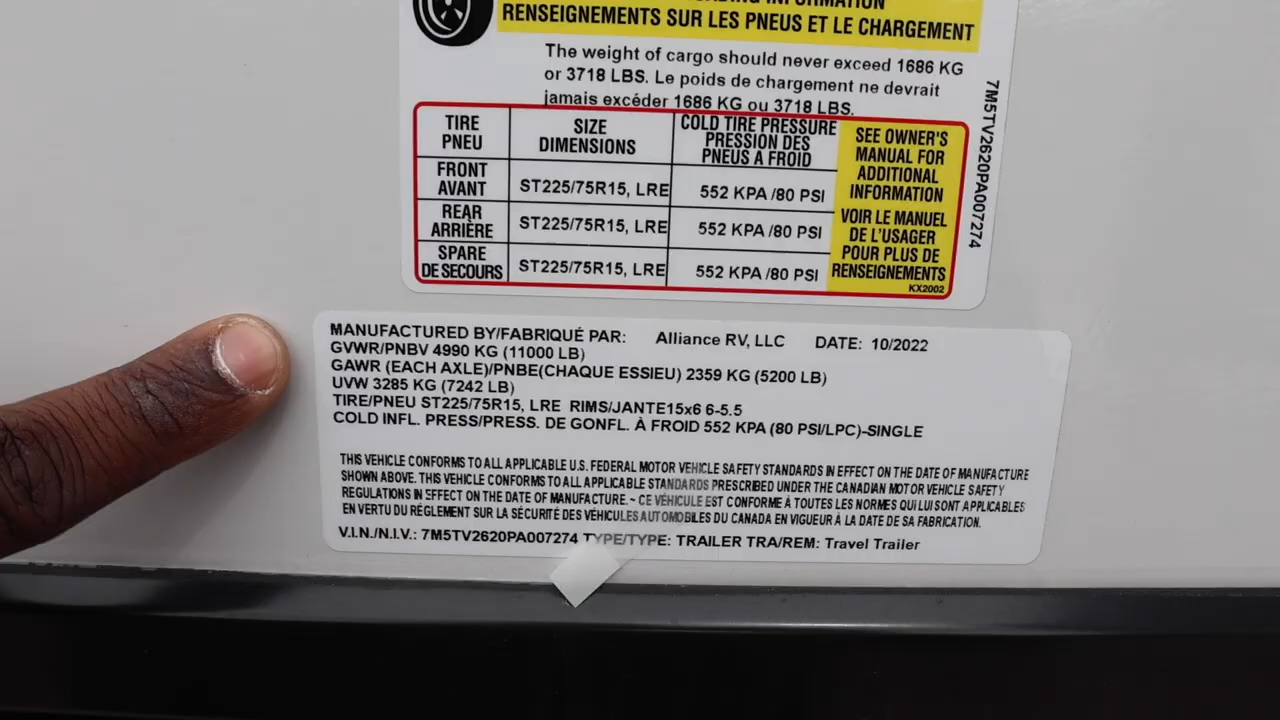 RENSEIGNEMENTS SUR LES PNEUS ET LE CHARGEMENT
The weight of cargo should never exceed 1686 KG
or 3718 LBS. Le poids de chargement ne devrait
jamais excéder 1686 KG ou 3718 LBS.
TIRE
PNEU
SIZE
DIMENSIONS
COLD TIRE PRESSURE
PRESSION DES
PNEUS A FROID
SEE OWNER'S
MANUAL FOR
ADDITIONAL
INFORMATION
VOIR LE MANUEL
DE L'USAGER
POUR PLUS DE
RENSEIGNEMENTS
KX2002
FRONT
AVANT
ST225/75R15, LRE
552 KPA /80 PSI
REAR
ARRIÈRE
ST225/75R15, LRE
552 KPA /80 PSI
SPARE
DE SECOURS
ST225/75R15, LRE
552 KPA /80 PSI
7M5TV2620PA007274
MANUFACTURED BY/FABRIQUÉ PAR: Alliance RV, LLC DATE: 10/2022
GVWR/PNBV 4990 KG (11000 LB)
GAWR (EACH AXLE)/PNBE(CHAQUE ESSIEU) 2359 KG (5200 LB)
UVW 3285 KG (7242 LB)
TIRE/PNEU ST225/75R15, LRE RIMS/JANTE15x6 6-5.5
COLD INFL. PRESS/PRESS. DE GONFL. À FROID 552 KPA (80 PSI/LPC)-SINGLE
THIS VEHICLE CONFORMS TO ALL APPLICABLE U.S. FEDERAL MOTOR VEHICLE SAFETY STANDARDS IN EFFECT ON THE DATE OF MANUFACTURE
SHOWN ABOVE. THIS VEHICLE CONFORMS TO ALL APPLICABLE STANDARDS PRESCRIBED UNDER THE CANADIAN MOTOR VEHICLE SAFETY
REGULATIONS IN EFFECT ON THE DATE OF MANUFACTURE. ~ CE VÉHICULE EST CONFORME À TOUTES LES NORMES QUI LUI SONT APPLICABLES
EN VERTU DU RÉGLEMENT SUR LA SÉCURITÉ DES VÉHICULES AUTOMOBILES DU CANADA EN VIGUEUR À LA DATE DE SA FABRICATION.
V.I.N./N.I.V.: 7M5TV2620PA007274 TYPE/TYPE: TRAILER TRA/REM: Travel Trailer